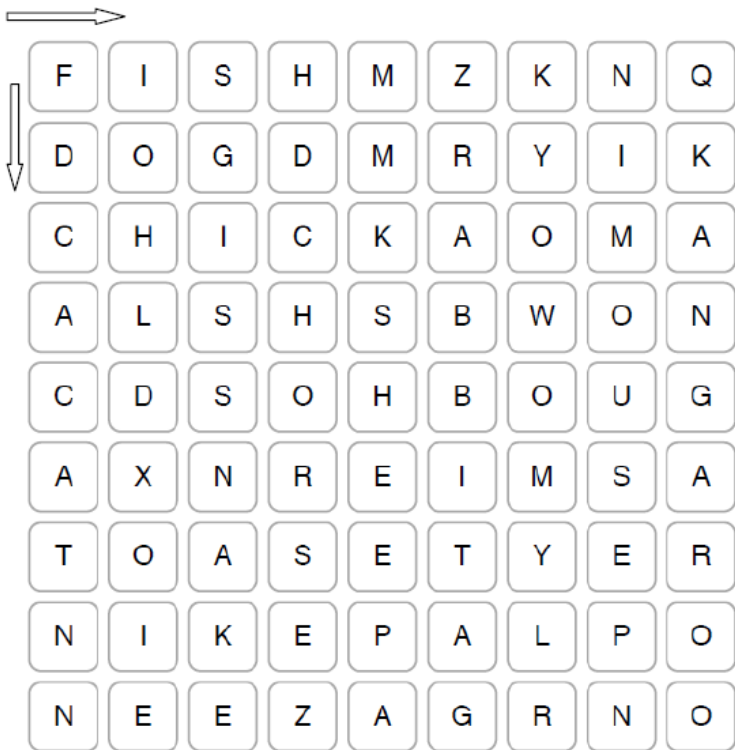 F I S H M Z K N Q
D O G D M R Y I K
C H I C K A O M A
A L S H S B W O N
C D S O H B O U G
A X N R E I M S A
T O A S E T Y E R
N I K E P A L P O
N E E Z A G R N O